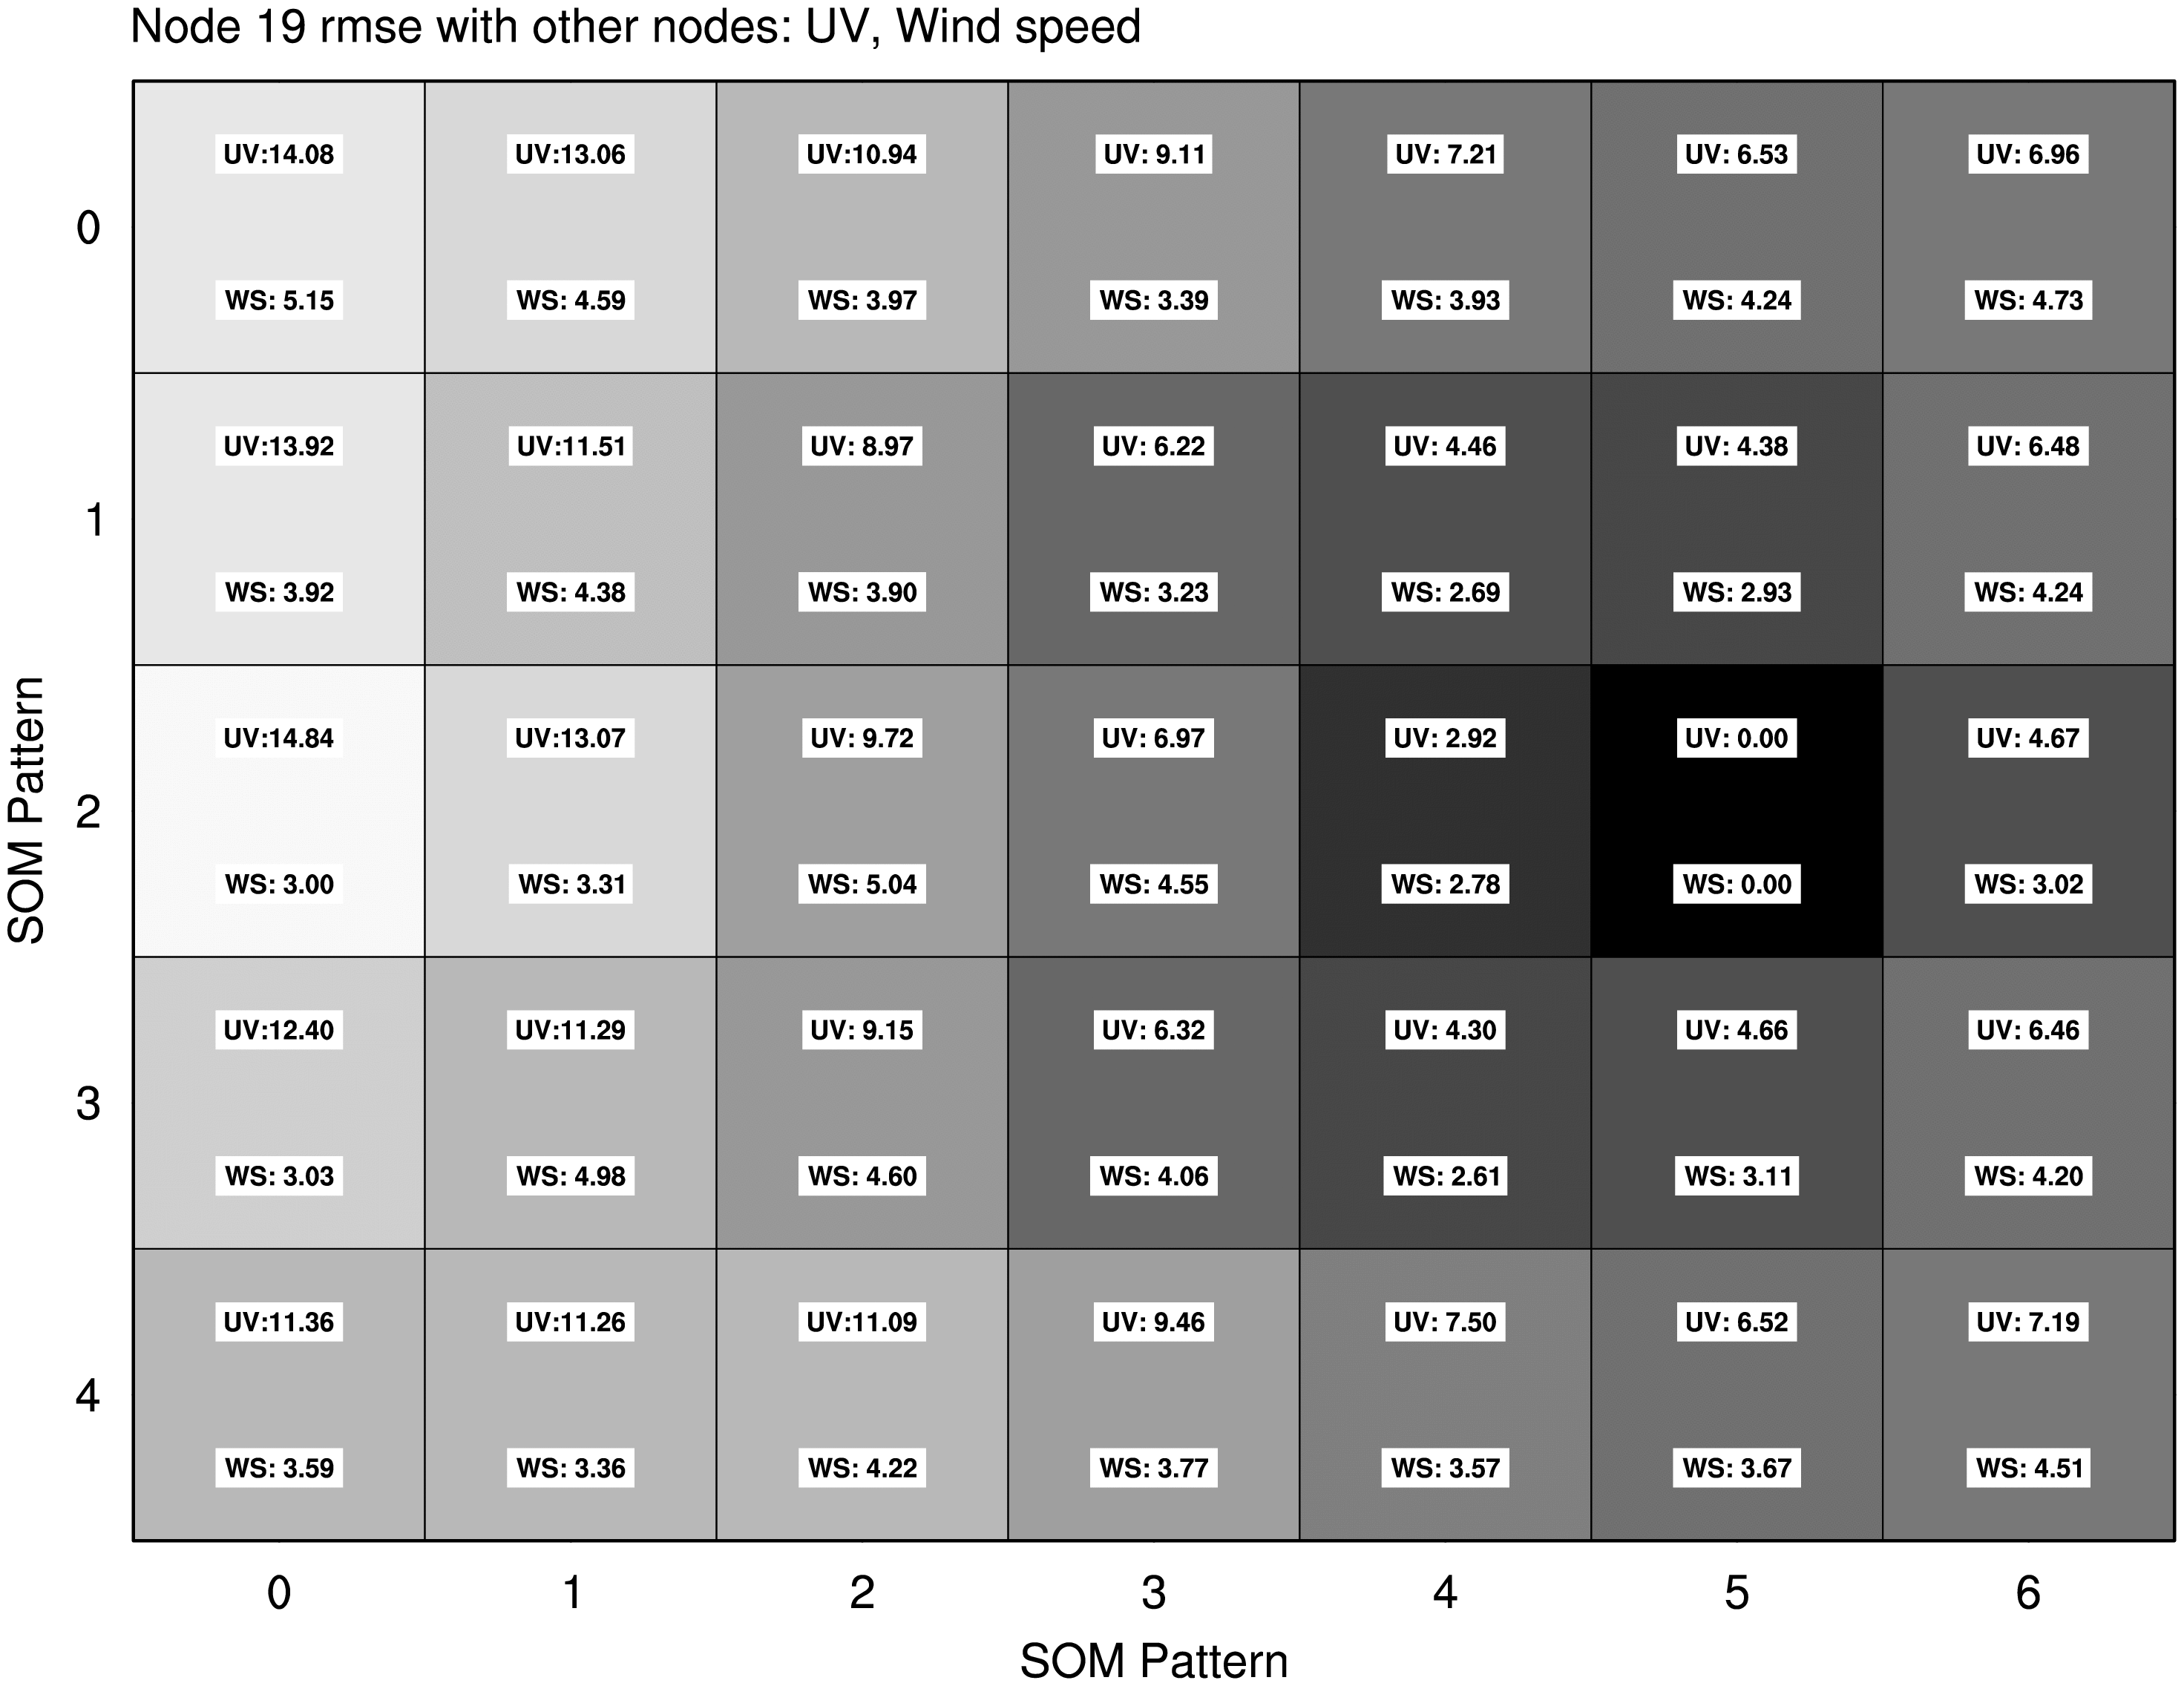 Node 19 rmse with other nodes: UV, Wind speed
UV:14.08 UV:13.06 UV:10.94 UV: 9.11 UV: 7.21 UV: 6.53 UV: 6.96
0
WS: 5.15 WS: 4.59 WS: 3.97 WS: 3.39 WS: 3.93 WS: 4.24 WS: 4.73
UV:13.92 UV:11.51 UV: 8.97 UV: 6.22 UV: 4.46 UV: 4.38 UV: 6.48
1
WS: 3.92 WS: 4.38 WS: 3.90 WS: 3.23 WS: 2.69 WS: 2.93 WS: 4.24
SOM Pattern
UV:14.84 UV:13.07 UV: 9.72 UV: 6.97 UV: 2.92 UV: 0.00 UV: 4.67
2
WS: 3.00 WS: 3.31 WS: 5.04 WS: 4.55 WS: 2.78 WS: 0.00 WS: 3.02
UV:12.40 UV:11.29 UV: 9.15 UV: 6.32 UV: 4.30 UV: 4.66 UV: 6.46
3
WS: 3.03 WS: 4.98 WS: 4.60 WS: 4.06 WS: 2.61 WS: 3.11 WS: 4.20
UV:11.36 UV:11.26 UV:11.09 UV: 9.46 UV: 7.50 UV: 6.52 UV: 7.19
4
WS: 3.59 WS: 3.36 WS: 4.22 WS: 3.77 WS: 3.57 WS: 3.67 WS: 4.51
0 1 2 3 4 5 6
SOM Pattern